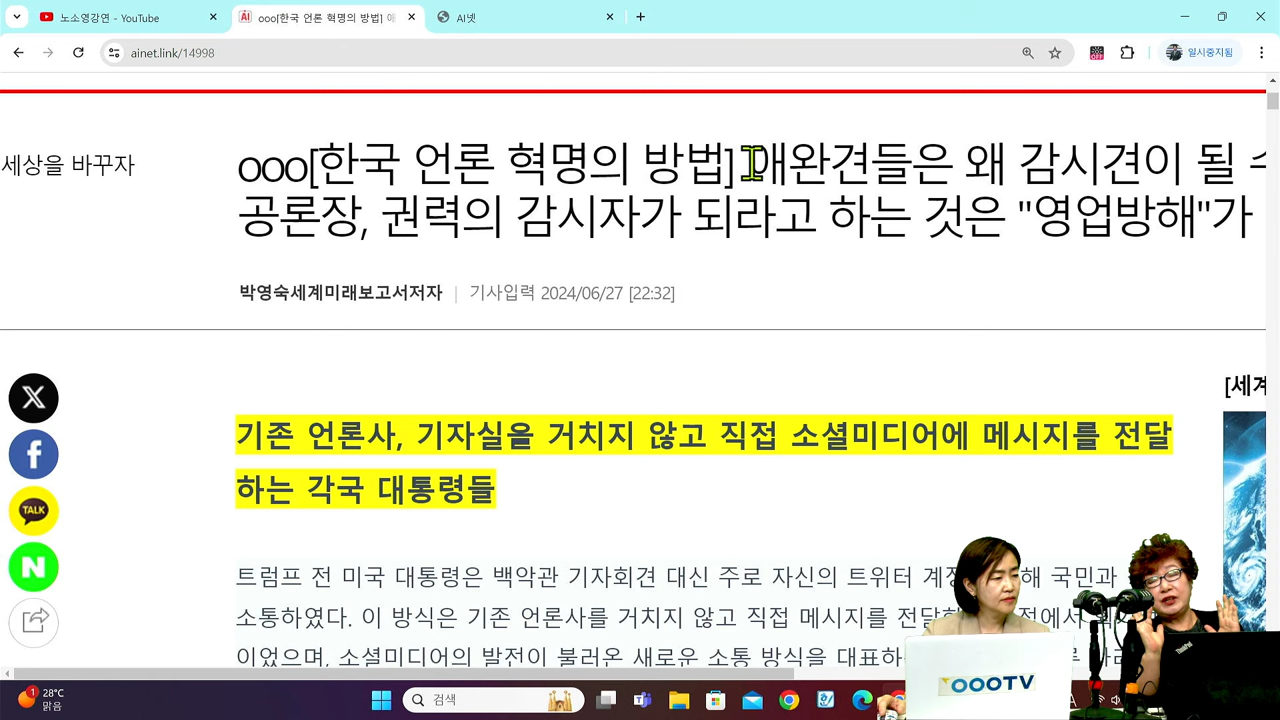 노소영강연 - YouTube
ooo[한국 언론 혁명의 방법] 애
AI넷
ainet.link/14998
OFF
일시중지됨
세상을 바꾸자
ooo[한국 언론 혁명의 방법] 애완견들은 왜 감시견이 될
공론장, 권력의 감시자가 되라고 하는 것은 "영업방해"가
박영숙세계미래보고서저자 | 기사입력 2024/06/27 [22:32]
[세계
기존 언론사, 기자실을 거치지 않고 직접 소셜미디어에 메시지를 전달
하는 각국 대통령들
TALK
N
트럼프 전 미국 대통령은 백악관 기자회견 대신 주로 자신의 트위터 국민과
소통하였다. 이 방식은 기존 언론사를 거치지 않고 직접 메시지를
이었으며, 소셜미디어의 발전이 불러온 새로운 소통 방식을
OOOTV
ThinkPad
1
28°C
맑음
검색